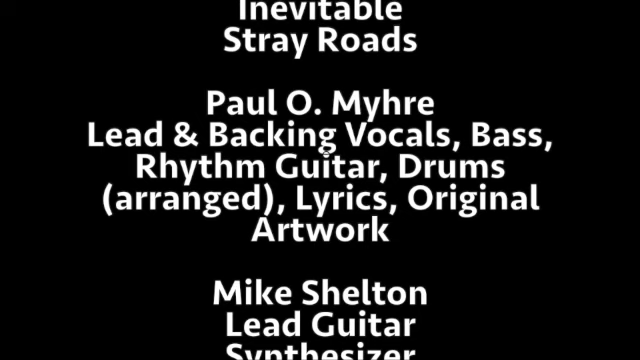 Inevitable
Stray Roads
Paul O. Myhre
Lead & Backing Vocals, Bass,
Rhythm Guitar, Drums
(arranged), Lyrics, Original
Artwork
Mike Shelton
Lead Guitar
Synthesizer